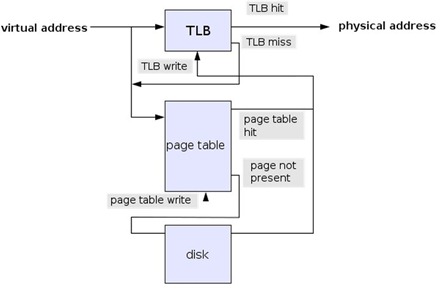 TLB hit
virtual address
TLB
physical address
TLB miss
TLB write
page table
hit
page table
page not
present
page table write
disk